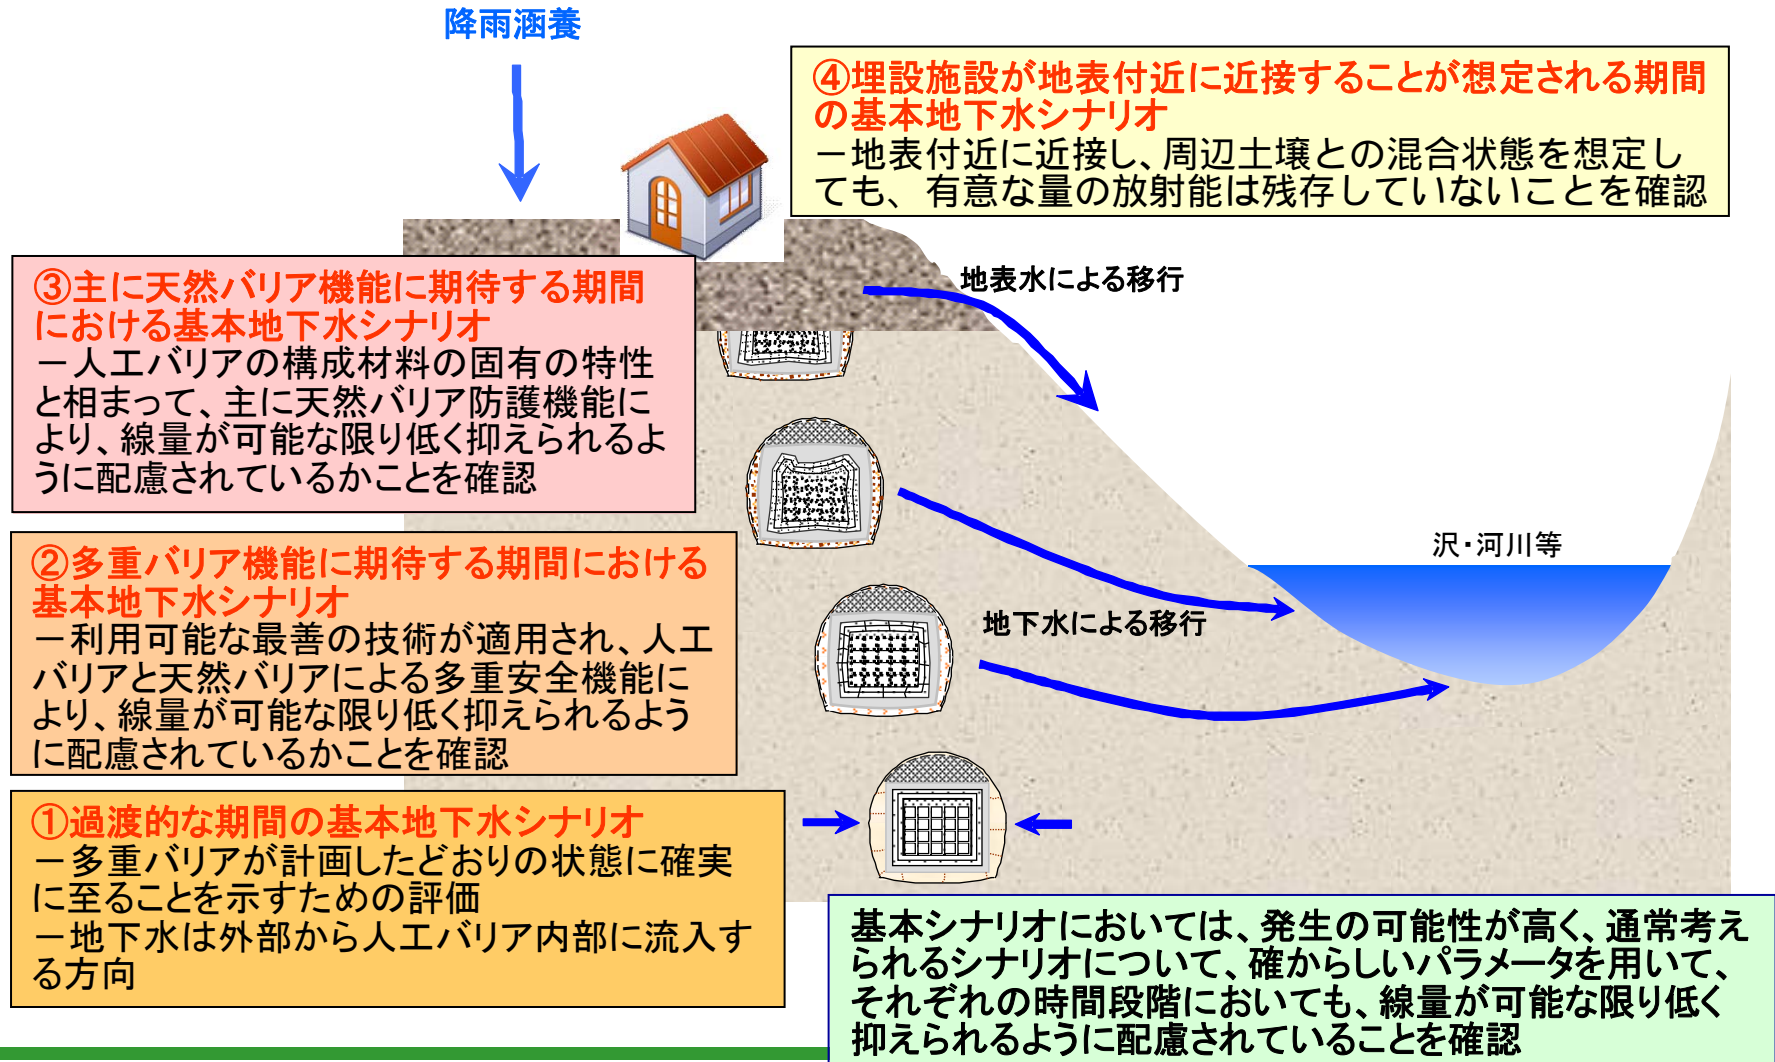 降雨涵養
④埋設施設が地表付近に近接することが想定される期間
の基本地下水シナリオ
－地表付近に近接し、周辺土壌との混合状態を想定し
ても、有意な量の放射能は残存していないことを確認
③主に天然バリア機能に期待する期間
における基本地下水シナリオ
－人工バリアの構成材料の固有の特性
と相まって、主に天然バリア防護機能に
より、線量が可能な限り低く抑えられるよ
うに配慮されているかことを確認
地表水による移行
②多重バリア機能に期待する期間における
基本地下水シナリオ
－利用可能な最善の技術が適用され、人工
バリアと天然バリアによる多重安全機能に
より、線量が可能な限り低く抑えられるよう
に配慮されているかことを確認
沢・河川等
地下水による移行
①過渡的な期間の基本地下水シナリオ
－多重バリアが計画したどおりの状態に確実
に至ることを示すための評価
－地下水は外部から人工バリア内部に流入す
る方向
基本シナリオにおいては、発生の可能性が高く、通常考え
られるシナリオについて、確からしいパラメータを用いて、
それぞれの時間段階においても、線量が可能な限り低く
抑えられるように配慮されていることを確認